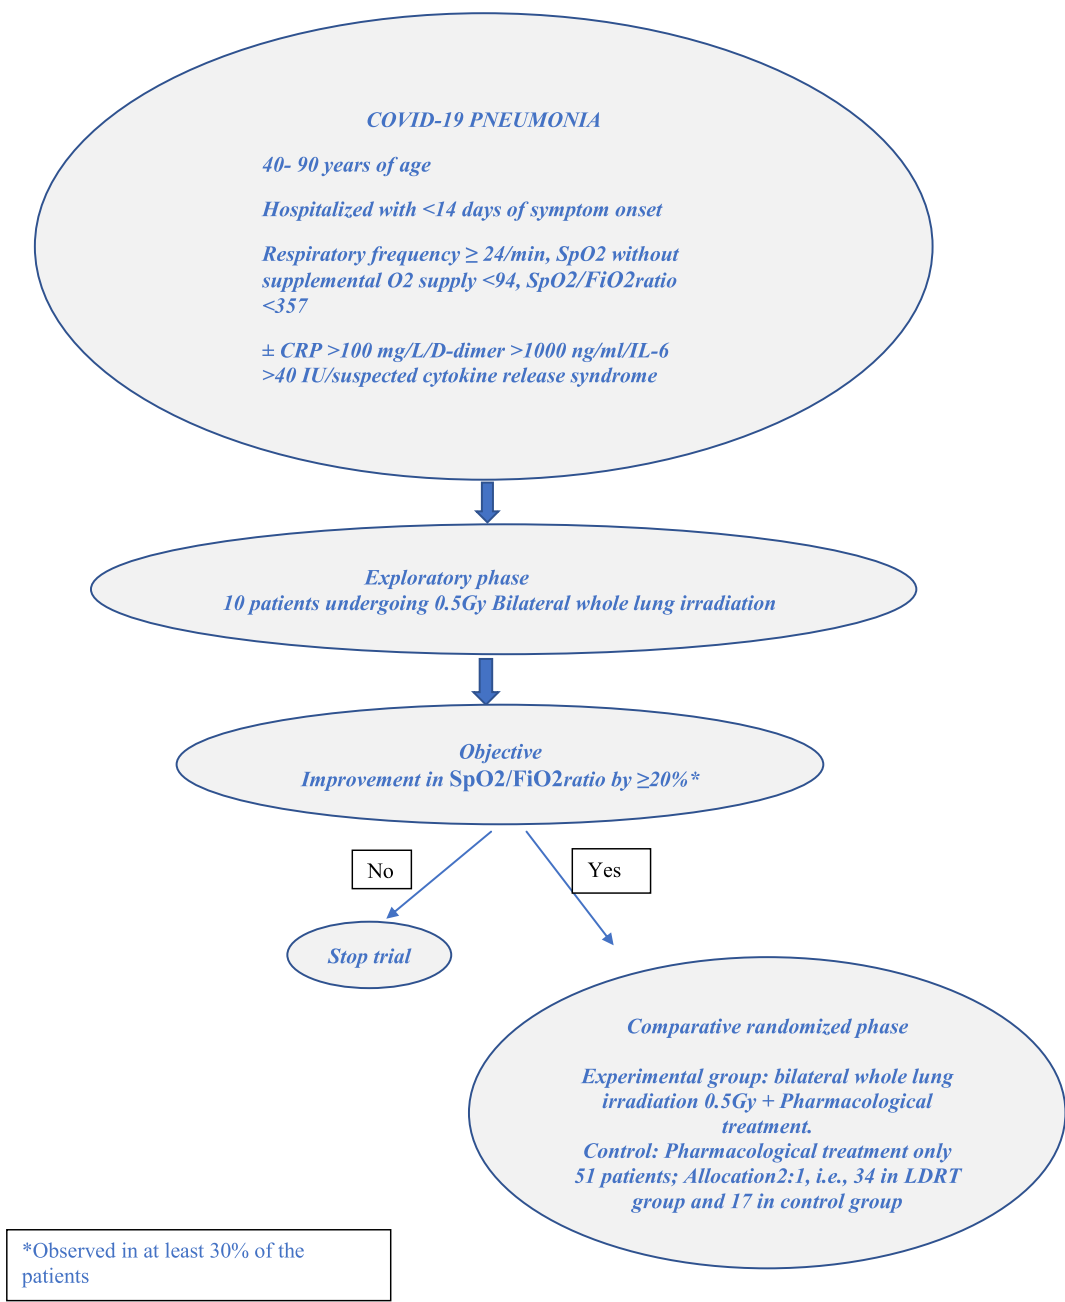 COVID-19 PNEUMONIA
40- 90 years of age
Hospitalized with <14 days of symptom onset
Respiratory frequency ≥ 24/min, SpO2 without
supplemental O2 supply <94, SpO2/FiO2ratio
<357
± CRP >100 mg/L/D-dimer >1000 ng/ml/IL-6
>40 IU/suspected cytokine release syndrome
Exploratory phase
10 patients undergoing 0.5Gy Bilateral whole lung irradiation
Objective
Improvement in SpO2/FiO2ratio by ≥20%*
No
Yes
Stop trial
Comparative randomized phase
Experimental group: bilateral whole lung
irradiation 0.5Gy + Pharmacological
treatment.
Control: Pharmacological treatment only
51 patients; Allocation2:1, i.e., 34 in LDRT
group and 17 in control group
*Observed in at least 30% of the
patients